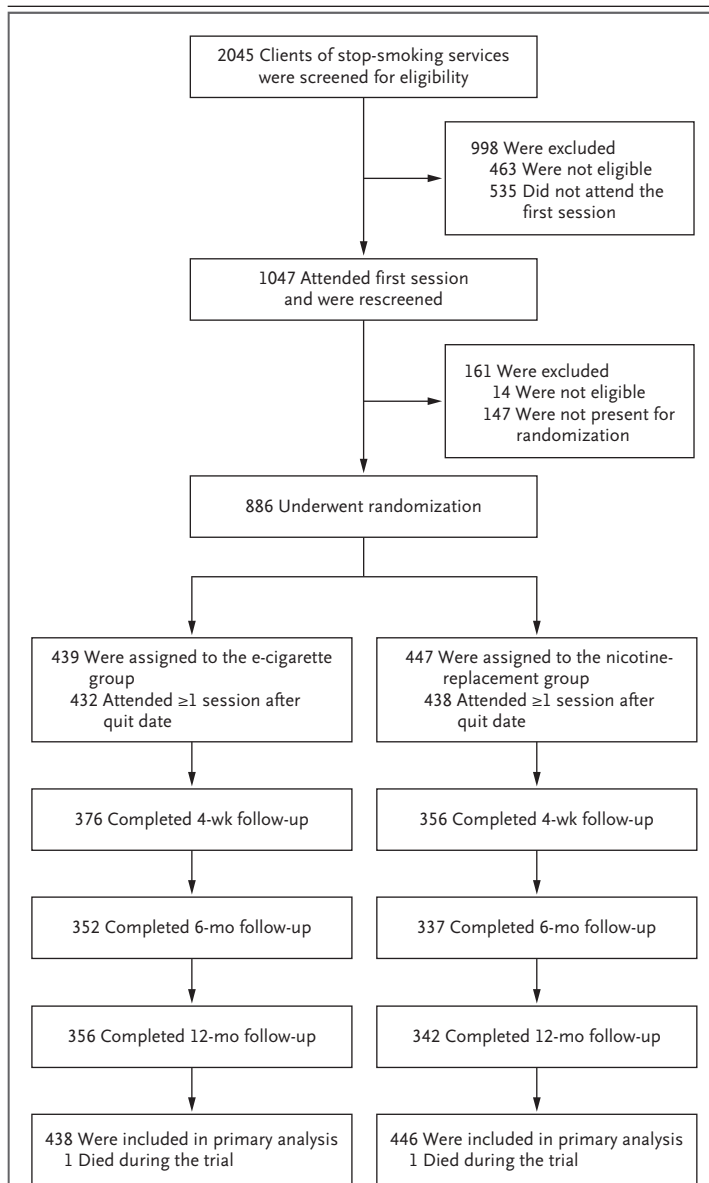 2045 Clients of stop-smoking services
were screened for eligibility
998 Were excluded
463 Were not eligible
535 Did not attend the
first session
1047 Attended first session
and were rescreened
161 Were excluded
14 Were not eligible
147 Were not present for
randomization
886 Underwent randomization
439 Were assigned to the e-cigarette
group
432 Attended ≥1 session after
quit date
447 Were assigned to the nicotine-
replacement group
438 Attended ≥1 session after
quit date
376 Completed 4-wk follow-up
356 Completed 4-wk follow-up
352 Completed 6-mo follow-up
337 Completed 6-mo follow-up
356 Completed 12-mo follow-up
342 Completed 12-mo follow-up
438 Were included in primary analysis
1 Died during the trial
446 Were included in primary analysis
1 Died during the trial